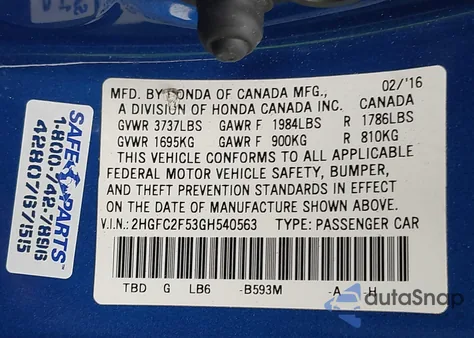 MFD. BY HONDA OF CANADA MFG., 02/'16
A DIVISION OF HONDA CANADA INC. CANADA
GVWR 3737LBS GAWR F 1984LBS R 1786LBS
GVWR 1695KG GAWR F 900KG R 810KG
THIS VEHICLE CONFORMS TO ALL APPLICABLE
FEDERAL MOTOR VEHICLE SAFETY, BUMPER,
AND THEFT PREVENTION STANDARDS IN EFFECT
ON THE DATE OF MANUFACTURE SHOWN ABOVE.
V.I.N.: 2HGFC2F53GH540563 TYPE: PASSENGER CAR
TBD G LB6 -B593M -A -H
SAFE PARTS
1-800-742-7893
4280767155
autaSnap